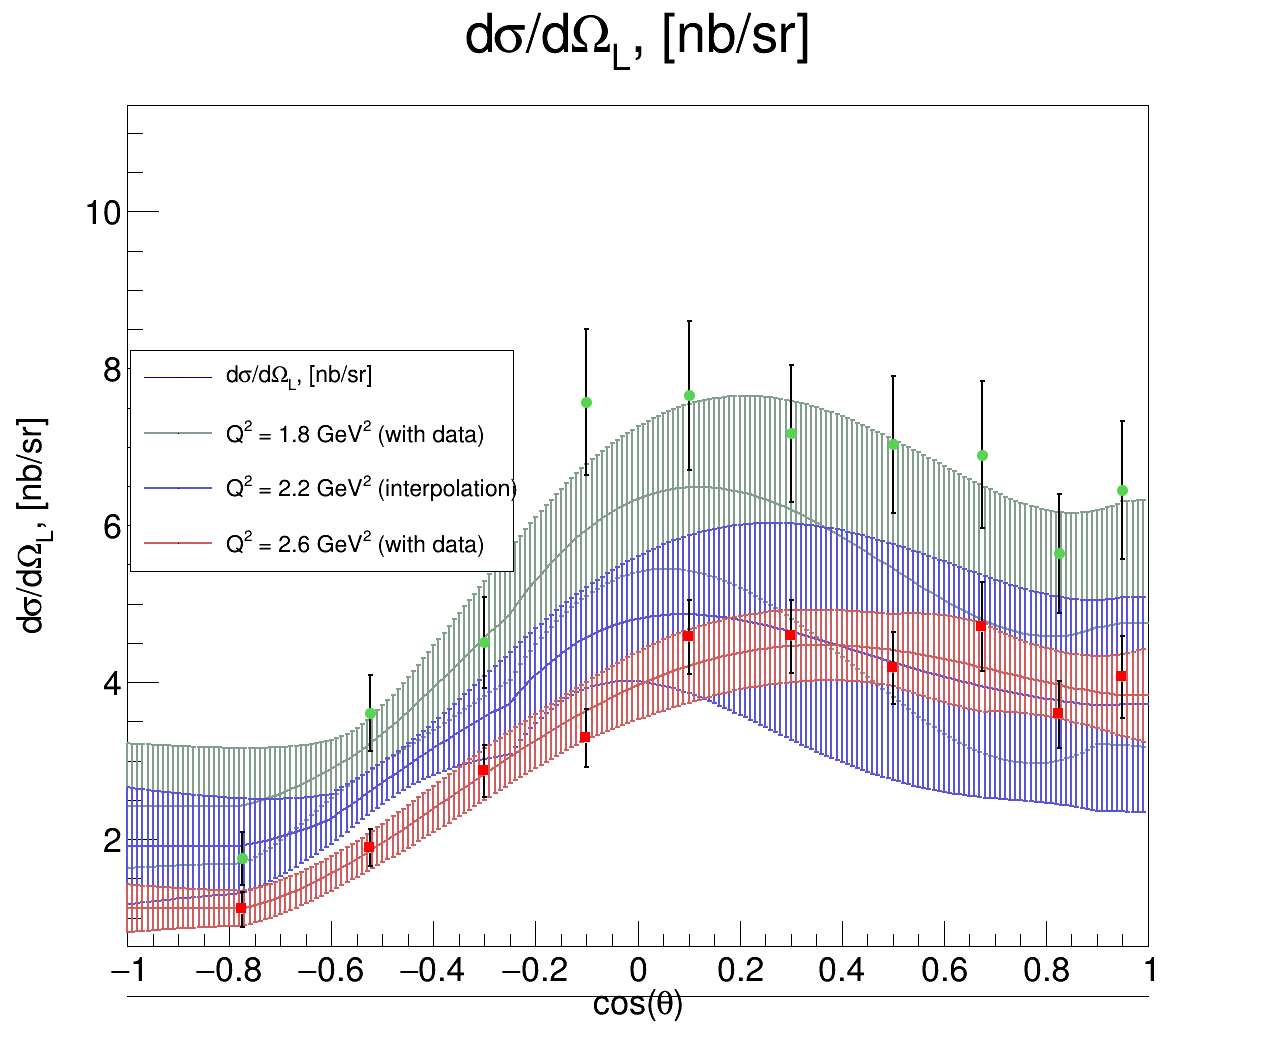 dσ/dΩL, [nb/sr]
dσ/dΩL, [nb/sr]
10
8
6
4
2
dσ/dΩL, [nb/sr]
Q2 = 1.8 GeV2 (with data)
Q2 = 2.2 GeV2 (interpolation)
Q2 = 2.6 GeV2 (with data)
−1 −0.8 −0.6 −0.4 −0.2 0 0.2 0.4 0.6 0.8 1
cos(θ)